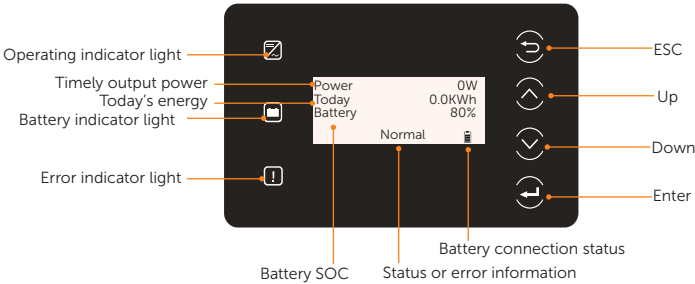 Operating indicator light
Timely output power
Today's energy
Battery indicator light
Error indicator light
Power 0W
Today 0.0KWh
Battery 80%
Normal
ESC
Up
Down
Enter
Battery connection status
Battery SOC
Status or error information